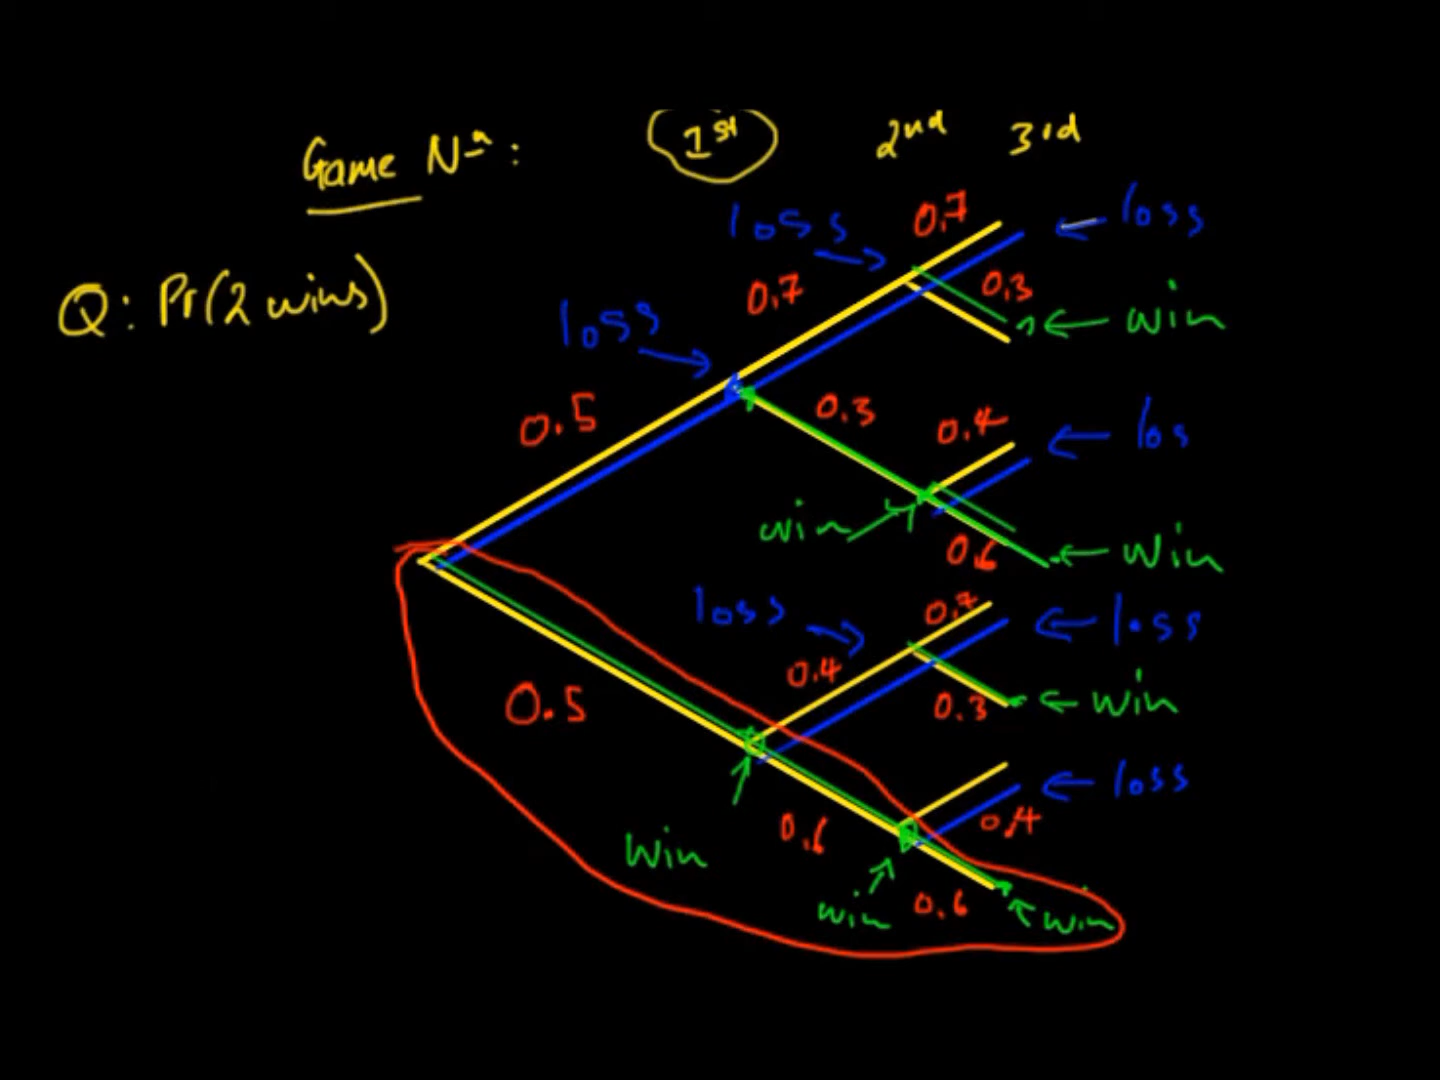 Game Nº: 1st 2nd 3rd
Q: Pr(2 wins)
loss 0.7 loss
0.7 0.3
loss win
0.5 0.3 0.4 los
win 0.6 win
loss 0.7 loss
0.4
0.5 0.3 win
loss
0.6 0.4
win
win 0.6 win